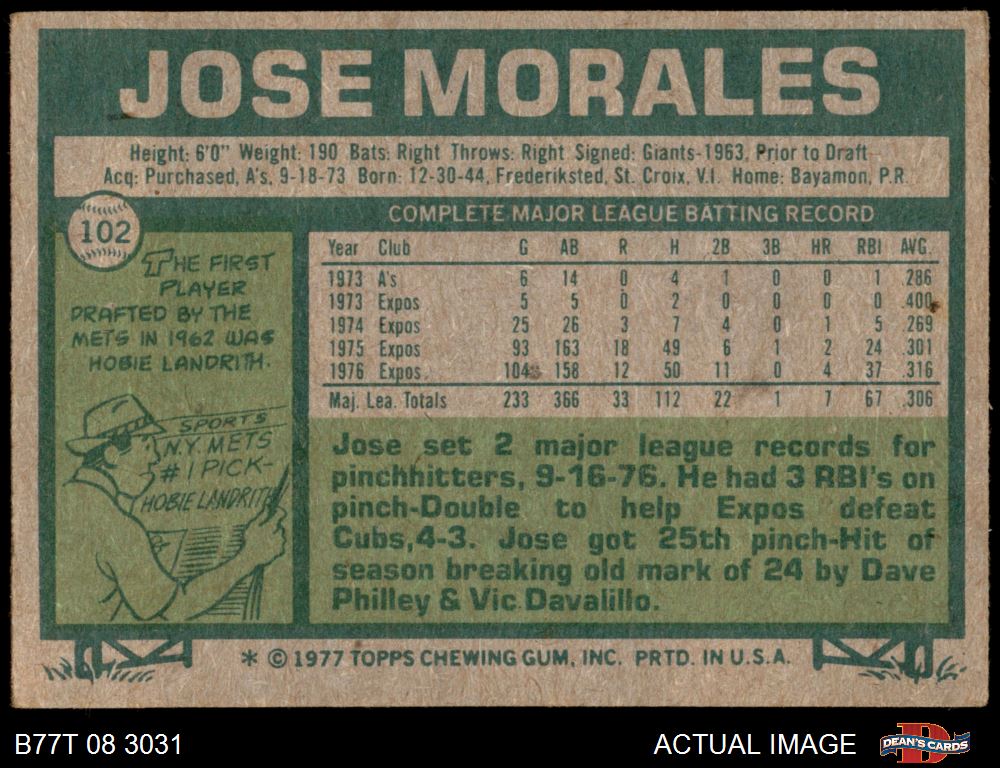 JOSE MORALES
Height: 6'0" Weight: 190 Bats: Right Throws: Right Signed: Giants-1963, Prior to Draft
Acq: Purchased, A's, 9-18-73 Born: 12-30-44, Frederiksted, St. Croix, V.I. Home: Bayamon, P.R.
102
THE FIRST
PLAYER
DRAFTED BY THE
METS IN 1962 WAS
HOBIE LANDRITH.
SPORTS
N.Y. METS
#1 PICK-
HOBIE LANDRITH
COMPLETE MAJOR LEAGUE BATTING RECORD
Year Club G AB R H 2B 3B HR RBI AVG.
1973 A's 6 14 0 4 1 0 0 1 .286
1973 Expos 5 5 0 2 0 0 0 0 .400
1974 Expos 25 26 3 7 4 0 1 5 .269
1975 Expos 93 163 18 49 6 1 2 24 .301
1976 Expos 104 158 12 50 11 0 4 37 .316
Maj. Lea. Totals 233 366 33 112 22 1 7 67 .306
Jose set 2 major league records for
pinchhitters, 9-16-76. He had 3 RBI's on
pinch-Double to help Expos defeat
Cubs,4-3. Jose got 25th pinch-Hit of
season breaking old mark of 24 by Dave
Philley & Vic Davalillo.
* © 1977 TOPPS CHEWING GUM, INC. PRTD. IN U.S.A.
B77T 08 3031
ACTUAL IMAGE
DEAN'S CARDS